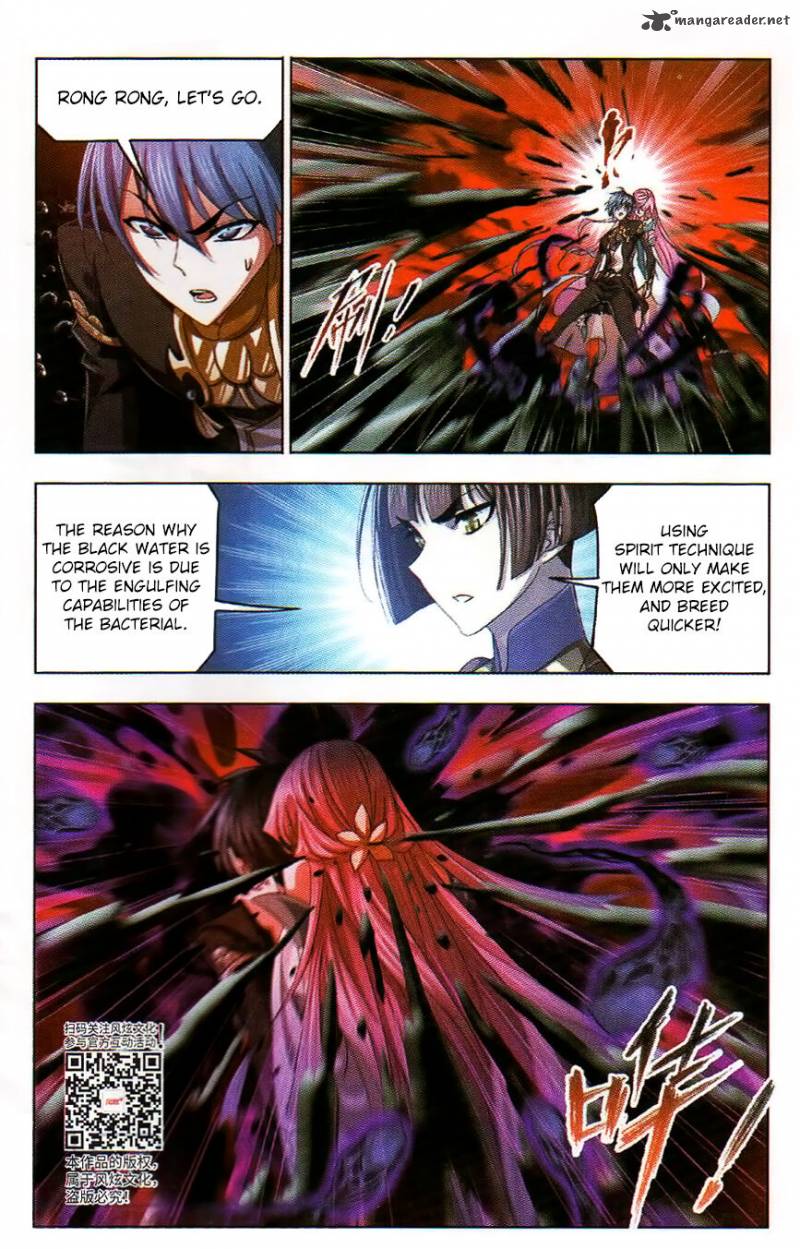 mangareader.net
RONG RONG, LET'S GO.
THE REASON WHY
THE BLACK WATER IS
CORROSIVE IS
DUE TO THE
ENGULFING
CAPABILITIES OF
THE BACTERIAL.
USING
SPIRIT TECHNIQUE
WILL ONLY MAKE
THEM MORE EXCITED,
AND BREED
QUICKER!
扫码关注风炫文化!
参与官方互动活动!
本作品的版权,
属于风炫文化,
盗版必究!
哗!